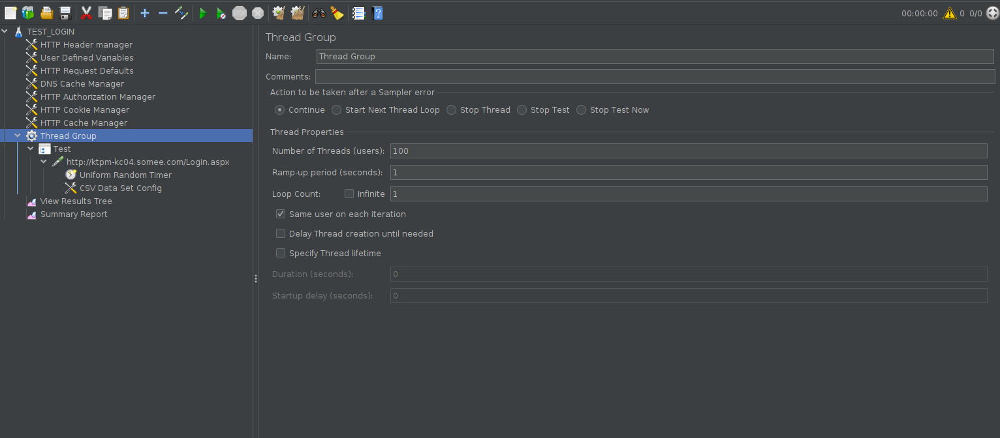 00:00:00 0 0/0
TEST_LOGIN
HTTP Header manager
User Defined Variables
HTTP Request Defaults
DNS Cache Manager
HTTP Authorization Manager
HTTP Cookie Manager
HTTP Cache Manager
Thread Group
Test
http://ktpm-kc04.somee.com/Login.aspx
Uniform Random Timer
CSV Data Set Config
View Results Tree
Summary Report
Thread Group
Name: Thread Group
Comments:
Action to be taken after a Sampler error
Continue Start Next Thread Loop Stop Thread Stop Test Stop Test Now
Thread Properties
Number of Threads (users): 100
Ramp-up period (seconds): 1
Loop Count: Infinite 1
Same user on each iteration
Delay Thread creation until needed
Specify Thread lifetime
Duration (seconds): 0
Startup delay (seconds): 0